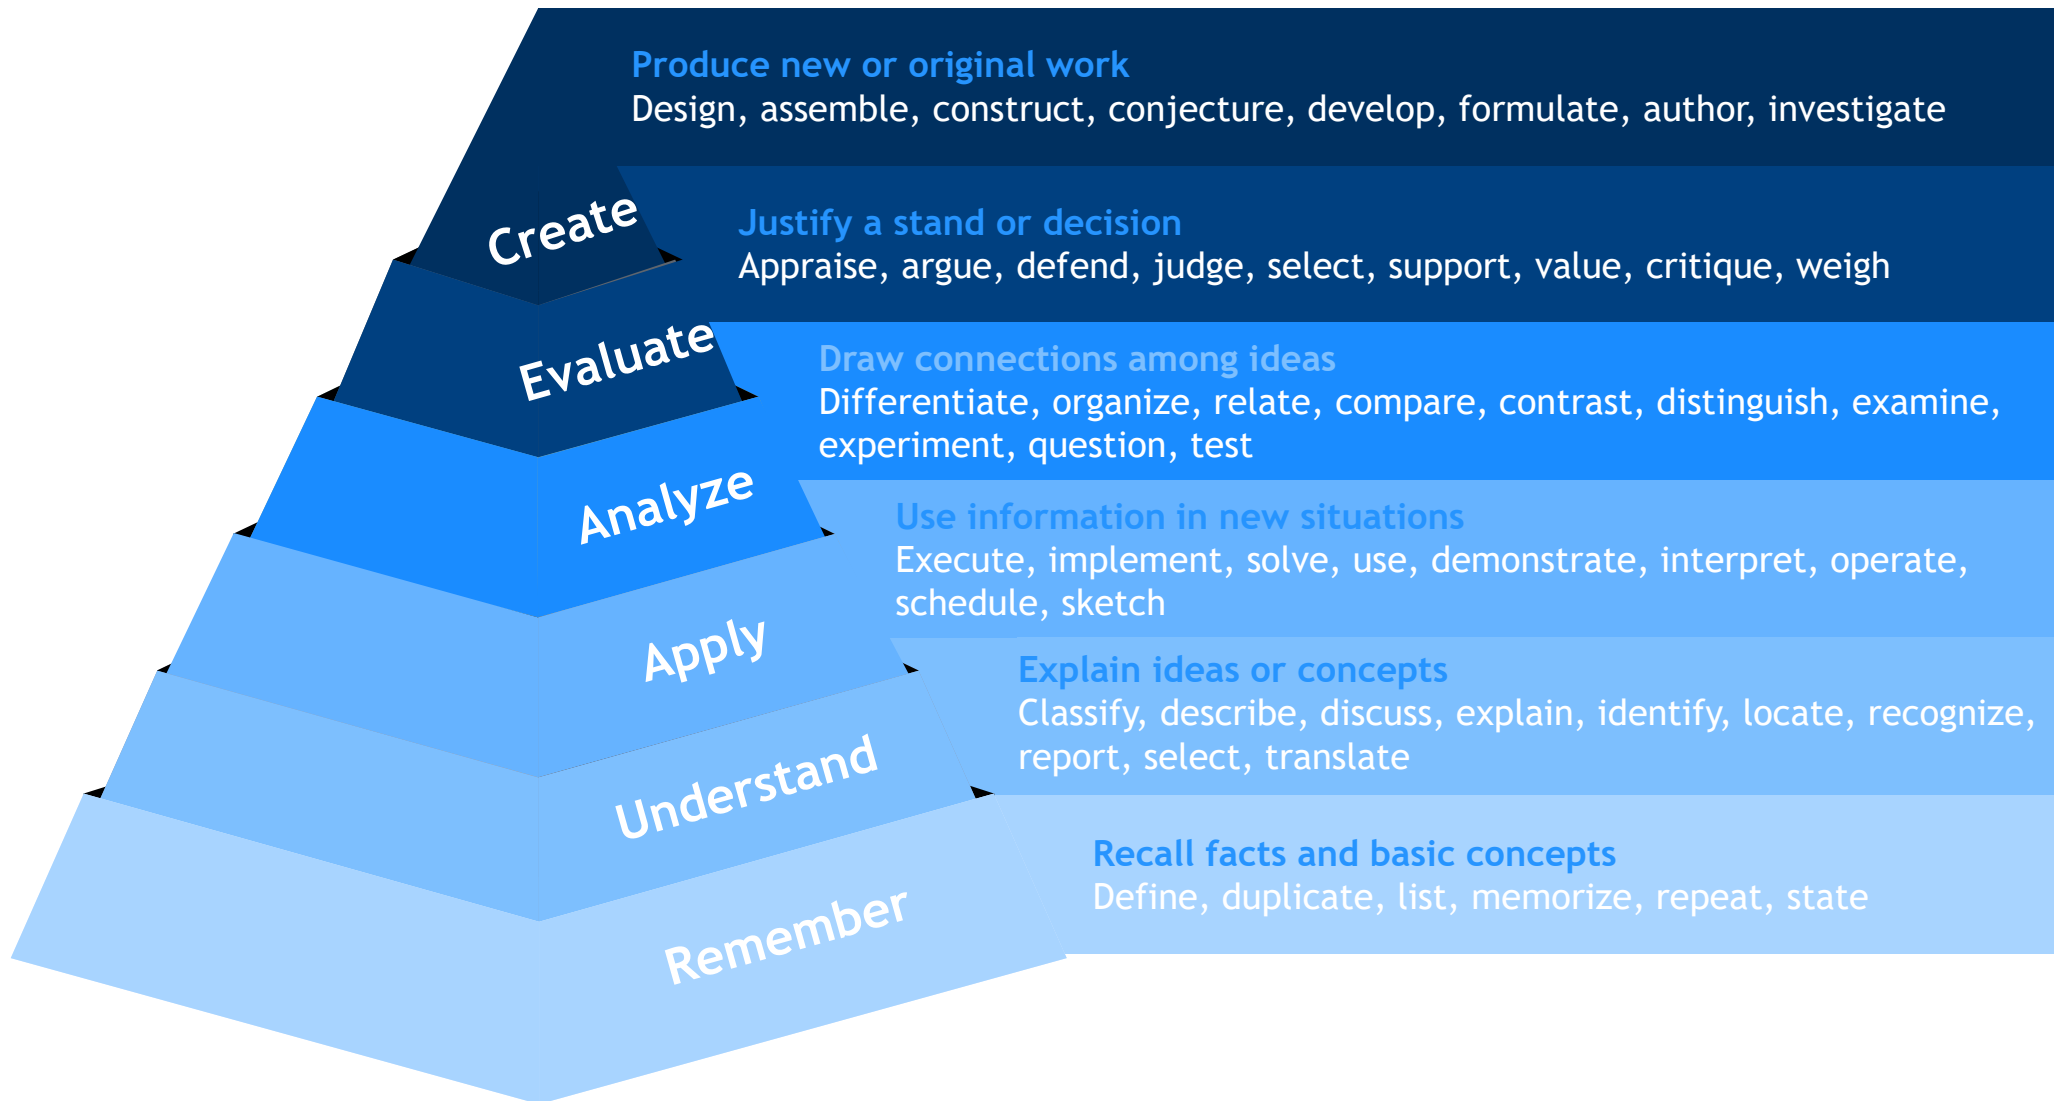 Produce new or original work
Design, assemble, construct, conjecture, develop, formulate, author, investigate
Create
Justify a stand or decision
Appraise, argue, defend, judge, select, support, value, critique, weigh
Evaluate
Draw connections among ideas
Differentiate, organize, relate, compare, contrast, distinguish, examine,
experiment, question, test
Analyze
Use information in new situations
Execute, implement, solve, use, demonstrate, interpret, operate,
schedule, sketch
Apply
Explain ideas or concepts
Classify, describe, discuss, explain, identify, locate, recognize,
report, select, translate
Understand
Recall facts and basic concepts
Define, duplicate, list, memorize, repeat, state
Remember